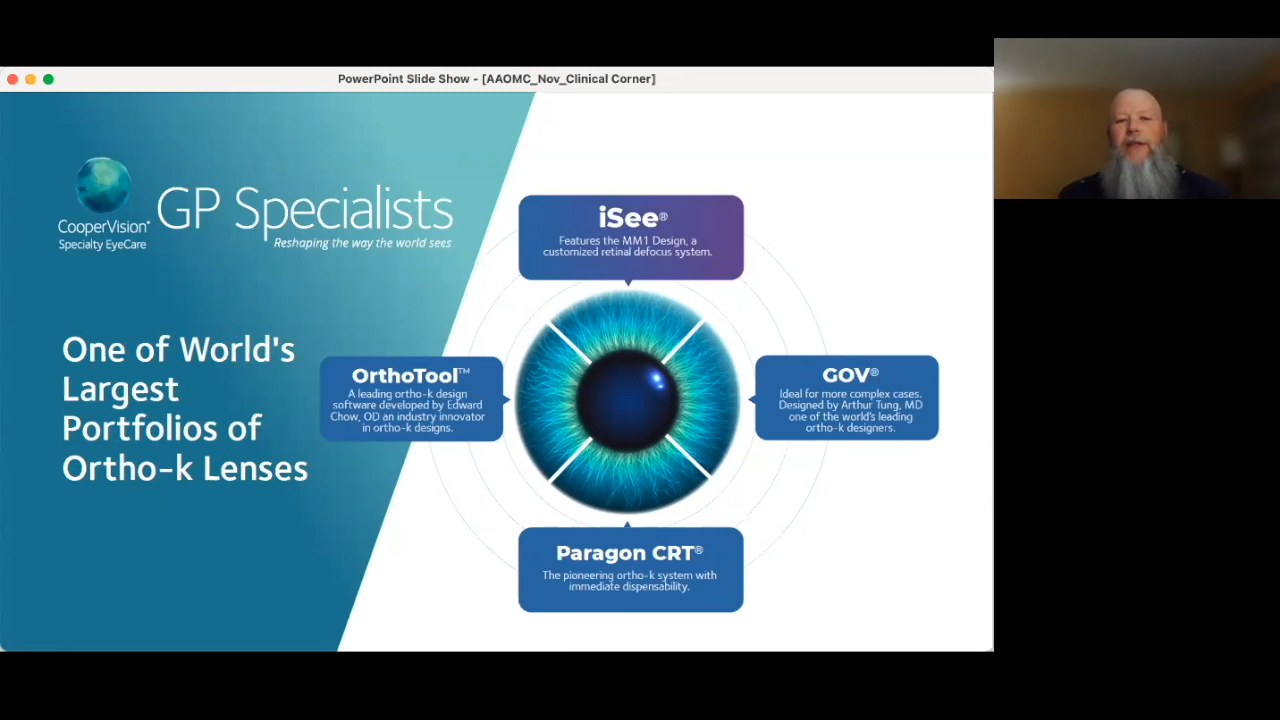 PowerPoint Slide Show - [AAOMC_Nov_Clinical Corner]
CooperVision®
Specialty EyeCare
GP Specialists
Reshaping the way the world sees
One of World's
Largest
Portfolios of
Ortho-k Lenses
iSee®
Features the MM1 Design, a
customized retinal defocus system.
OrthoTool™
A leading ortho-k design
software developed by Edward
Chow, OD an industry innovator
in ortho-k designs.
GOV®
Ideal for more complex cases.
Designed by Arthur Tung, MD
one of the world's leading
ortho-k designers.
Paragon CRT®
The pioneering ortho-k system with
immediate dispensability.